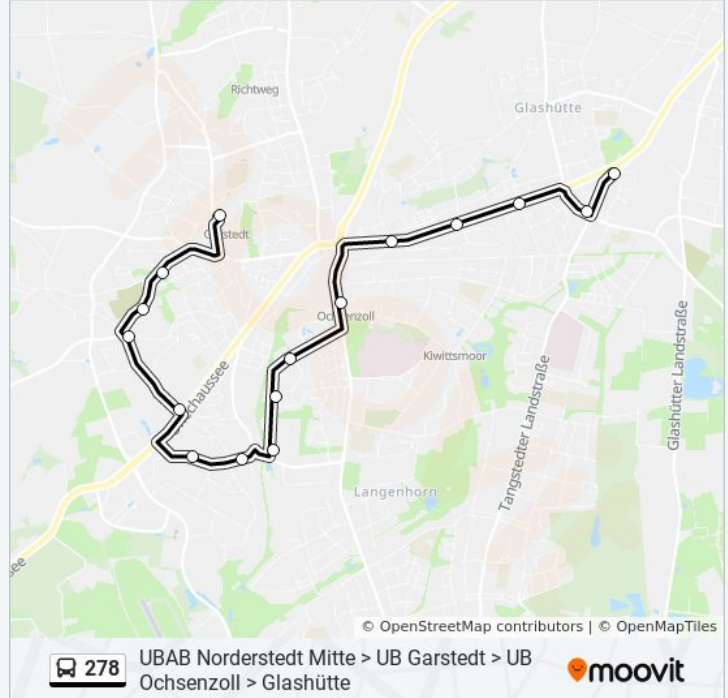 Richtweg
Glashütte
Garstedt
Ochsenzoll
Kiwittsmoor
chaussee
Tangstedter Landstraße
Glashütter Landstraße
Langenhorn
see
© OpenStreetMap contributors | © OpenMapTiles
278
UBAB Norderstedt Mitte > UB Garstedt > UB
Ochsenzoll > Glashütte
moovit